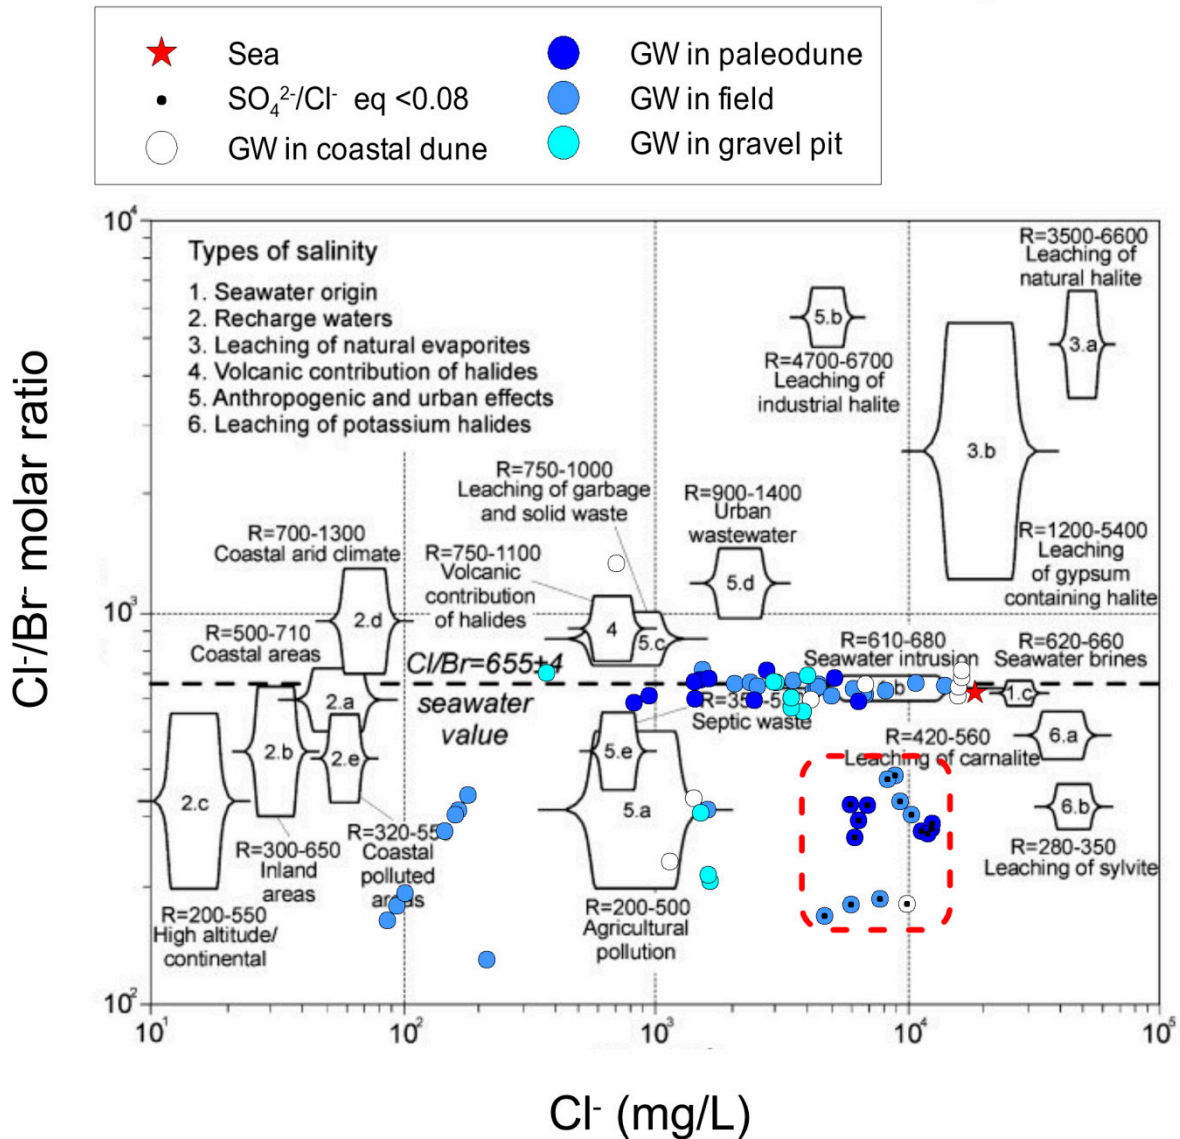 Sea
SO₄²⁻/Cl⁻ eq <0.08
GW in coastal dune
GW in paleodune
GW in field
GW in gravel pit
Cl⁻/Br⁻ molar ratio
10⁴
10³
10²
Types of salinity
1. Seawater origin
2. Recharge waters
3. Leaching of natural evaporites
4. Volcanic contribution of halides
5. Anthropogenic and urban effects
6. Leaching of potassium halides
R=3500-6600
Leaching of
natural halite
3.a
5.b
R=4700-6700
Leaching of
industrial halite
3.b
R=1200-5400
Leaching
of gypsum
containing halite
R=750-1000
Leaching of garbage
and solid waste
R=900-1400
Urban
wastewater
5.d
R=700-1300
Coastal arid climate
2.d
R=750-1100
Volcanic
contribution
of halides
4
5.c
R=500-710
Coastal areas
2.a
Cl/Br=655±4
seawater
value
R=610-680
Seawater intrusion
b
R=620-660
Seawater brines
1.c
Septic waste
5.e
2.b
2.e
2.c
5.a
R=420-560
Leaching of carnalite
6.a
6.b
R=280-350
Leaching of sylvite
R=300-650
Inland
areas
Coastal
polluted
R=200-550
High altitude/
continental
R=200-500
Agricultural
pollution
10¹
10²
10³
10⁴
10⁵
Cl⁻ (mg/L)